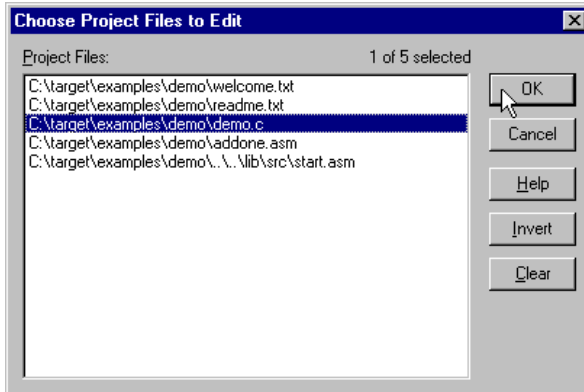 Choose Project Files to Edit
Project Files: 1 of 5 selected
C:\target\examples\demo\welcome.txt
C:\target\examples\demo\readme.txt
C:\target\examples\demo\demo.c
C:\target\examples\demo\addone.asm
C:\target\examples\demo\..\..\lib\src\start.asm
OK
Cancel
Help
Invert
Clear